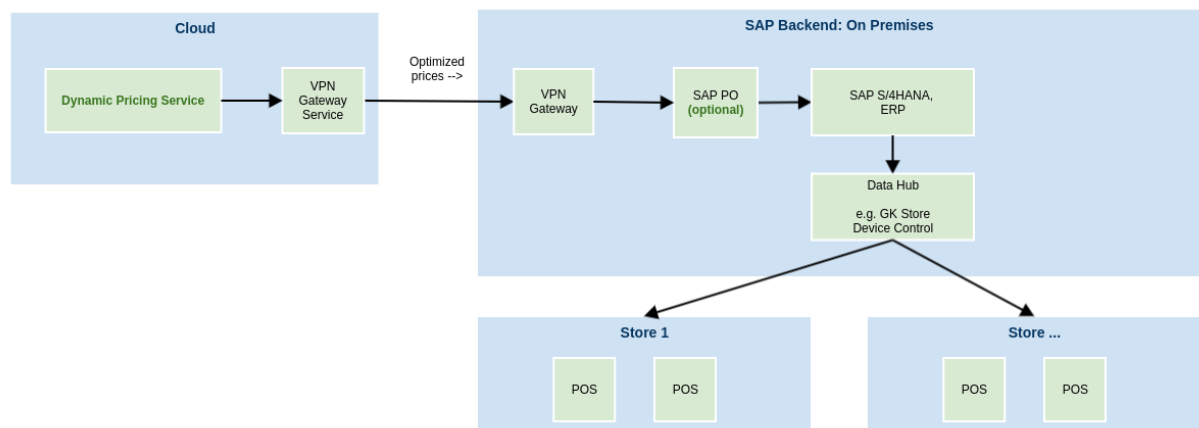 Cloud
Dynamic Pricing Service
VPN
Gateway
Service
Optimized
prices -->
SAP Backend: On Premises
VPN
Gateway
SAP PO
(optional)
SAP S/4HANA,
ERP
Data Hub
e.g. GK Store
Device Control
Store 1
POS
POS
Store ...
POS
POS